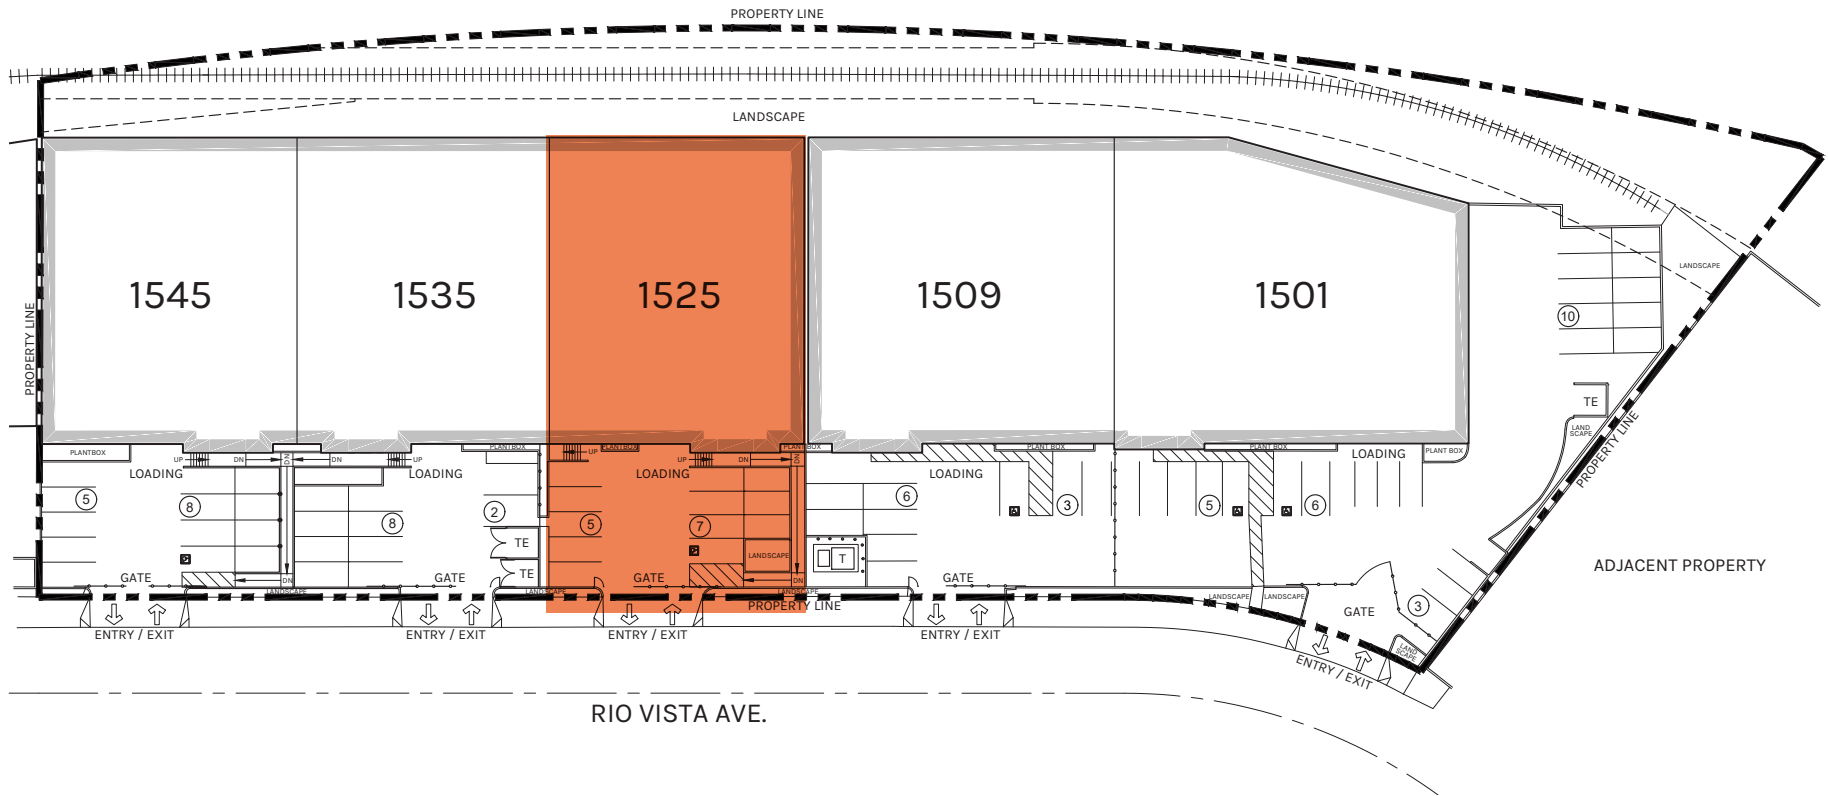 PROPERTY LINE
LANDSCAPE
1545
1535
1525
1509
1501
PROPERTY LINE
LANDSCAPE
10
TE
LAND
SCAPE
PROPERTY LINE
PLANTBOX
PLANTBOX
PLANTBOX
PLANT BOX
PLANT BOX
PLANT BOX
PLANT BOX
UP
DN
DN
DN
UP
UP
UP
DN
DN
LOADING
LOADING
LOADING
LOADING
LOADING
5
8
8
2
5
7
6
3
5
6
TE
TE
LANDSCAPE
T
DN
DN
GATE
GATE
GATE
GATE
GATE
3
LANDSCAPE
LANDSCAPE
LANDSCAPE
LANDSCAPE
LANDSCAPE
LAND
SCAPE
PROPERTY LINE
ENTRY / EXIT
ENTRY / EXIT
ENTRY / EXIT
ENTRY / EXIT
ENTRY / EXIT
ADJACENT PROPERTY
RIO VISTA AVE.